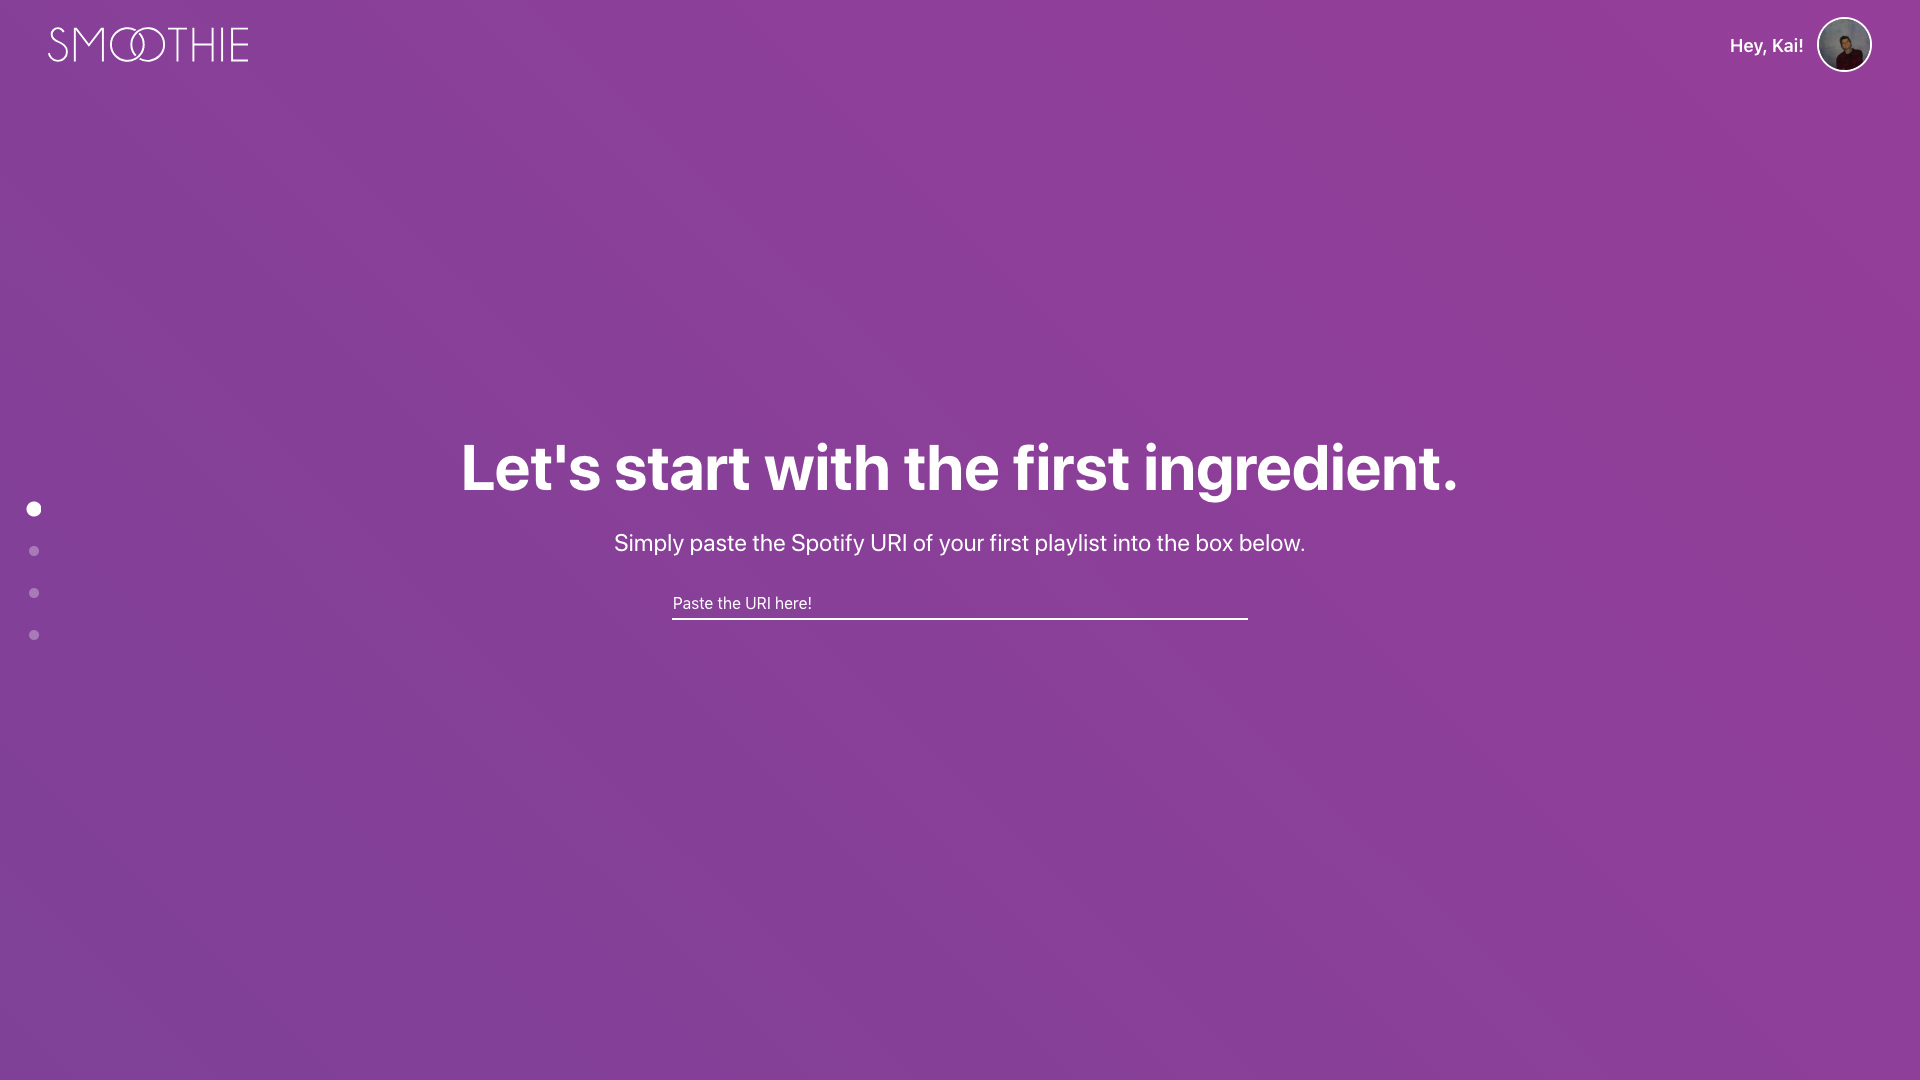 SMOOTHIE
Hey, Kai!
Let's start with the first ingredient.
Simply paste the Spotify URI of your first playlist into the box below.
Paste the URI here!